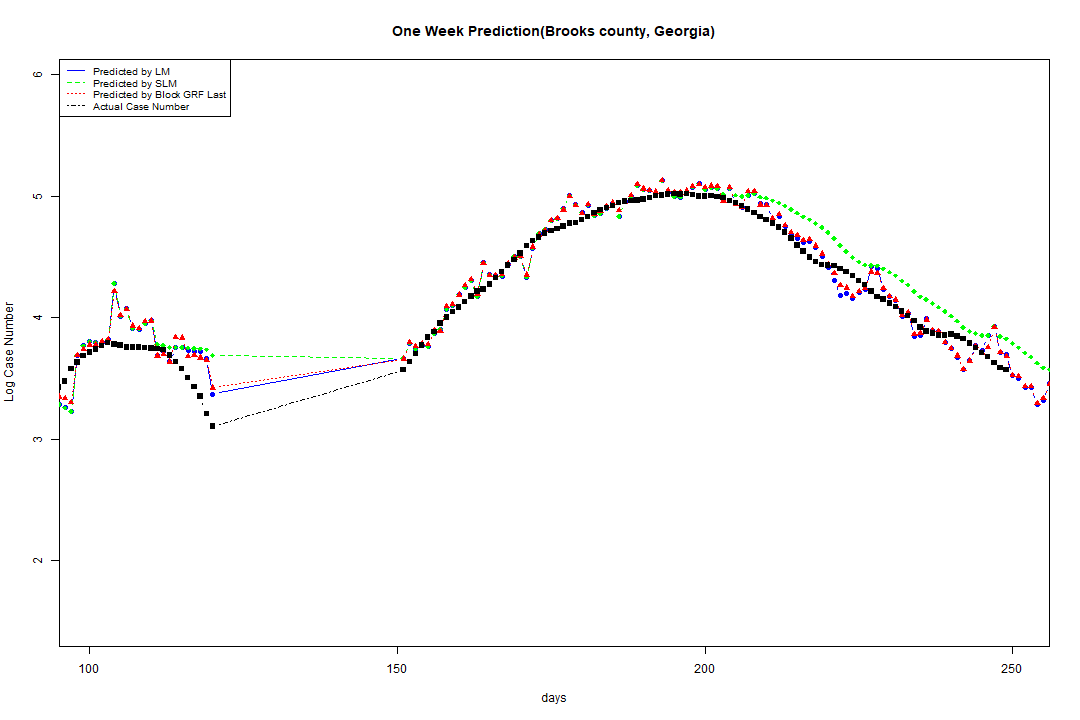 One Week Prediction(Brooks county, Georgia)
Predicted by LM
Predicted by SLM
Predicted by Block GRF Last
Actual Case Number
6
5
4
3
2
Log Case Number
100 150 200 250
days